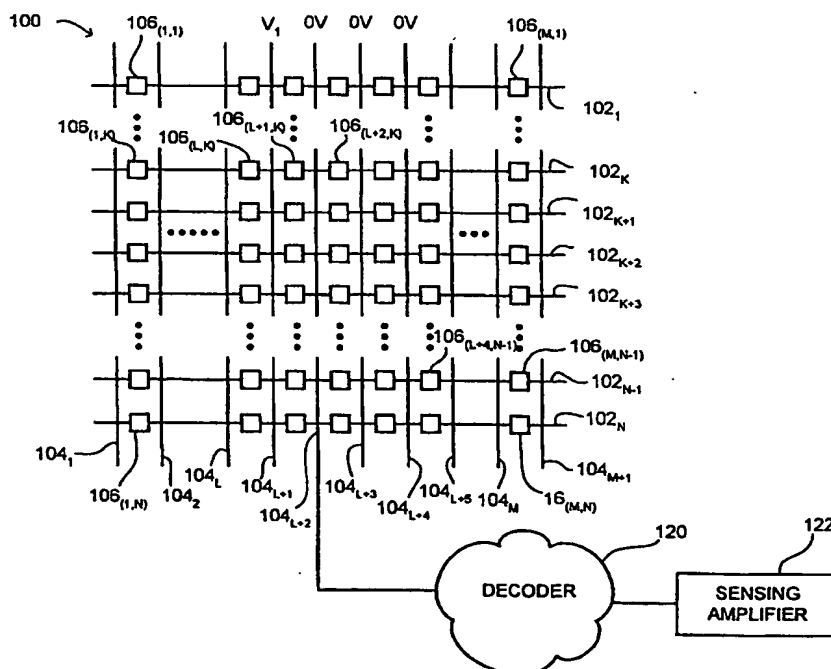 100
106(1,1)
V1 0V 0V 0V
106(M,1)
1021
106(1,K)
106(L,K)
106(L+1,K)
106(L+2,K)
102K
102K+1
102K+2
102K+3
106(L+4,N-1)
106(M,N-1)
102N-1
102N
1041
106(1,N)
1042
104L
104L+1
104L+2
104L+3
104L+4
104L+5
104M
16(M,N)
104M+1
120
122
DECODER
SENSING
AMPLIFIER